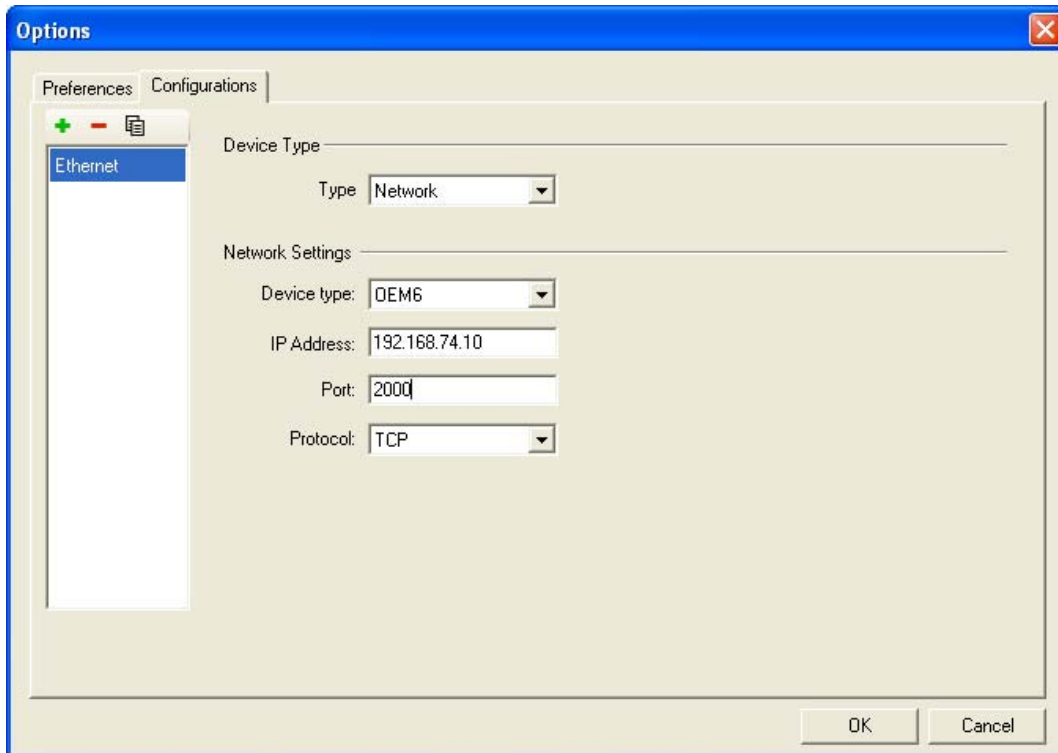 Options
Preferences
Configurations
Ethernet
Device Type
Type
Network
Network Settings
Device type:
OEM6
IP Address:
192.168.74.10
Port:
2000
Protocol:
TCP
OK
Cancel